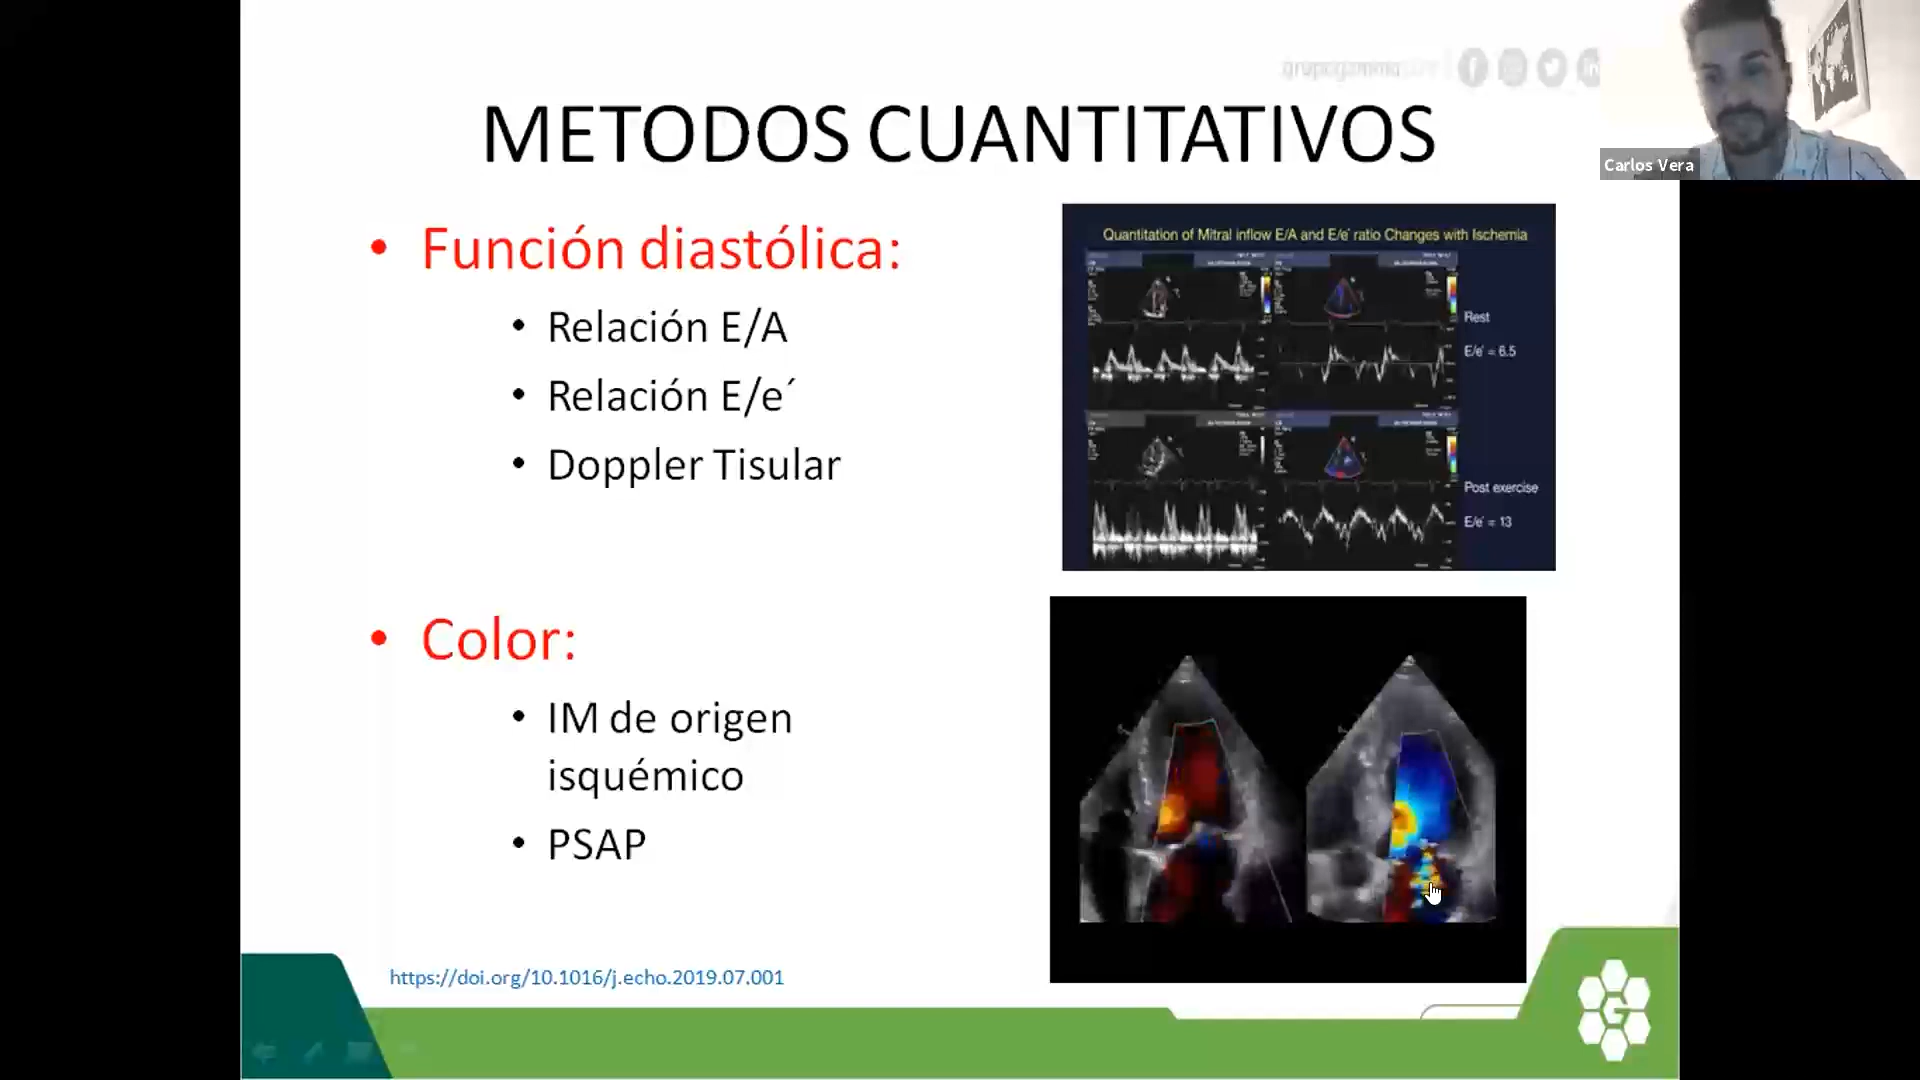 METODOS CUANTITATIVOS
Carlos Vera
• Función diastólica:
• Relación E/A
• Relación E/e´
• Doppler Tisular
Quantitation of Mitral inflow E/A and E/e' ratio Changes with Ischemia
Rest
E/e' = 6.5
Post exercise
E/e' = 13
• Color:
• IM de origen
isquémico
• PSAP
https://doi.org/10.1016/j.echo.2019.07.001
G